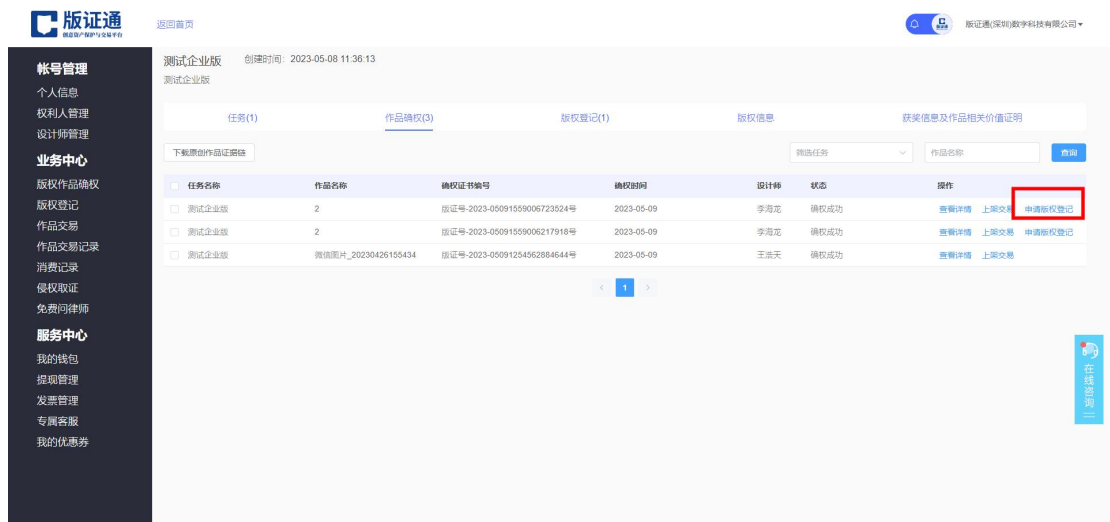 版证通
创意资产保护与交易平台
返回首页
版证通(深圳)数字科技有限公司
帐号管理
个人信息
权利人管理
设计师管理
业务中心
版权作品确权
版权登记
作品交易
作品交易记录
消费记录
侵权取证
免费问律师
服务中心
我的钱包
提现管理
发票管理
专属客服
我的优惠券
测试企业版 创建时间: 2023-05-08 11:36:13
测试企业版
任务(1) 作品确权(3) 版权登记(1) 版权信息 获奖信息及作品相关价值证明
下载原创作品证据链 筛选任务 作品名称 查询
任务名称 作品名称 确权证书编号 确权时间 设计师 状态 操作
测试企业版 2 版证号-2023-05091559006723524号 2023-05-09 李海龙 确权成功 查看详情 上架交易 申请版权登记
测试企业版 2 版证号-2023-05091559006217918号 2023-05-09 李海龙 确权成功 查看详情 上架交易 申请版权登记
测试企业版 微信图片_20230426155434 版证号-2023-05091254562884644号 2023-05-09 王浩天 确权成功 查看详情 上架交易
< 1 >
在线咨询